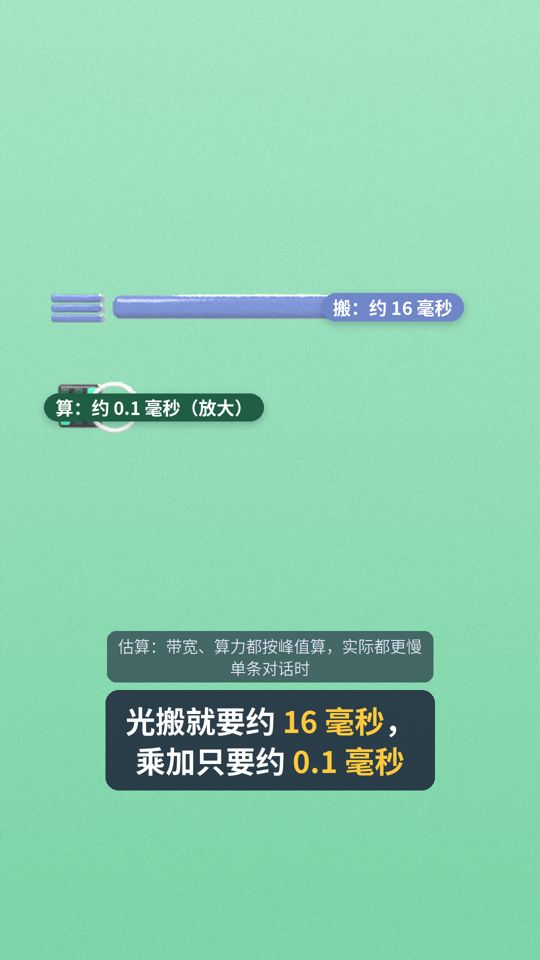 搬：约 16 毫秒
算：约 0.1 毫秒（放大）
估算：带宽、算力都按峰值算，实际都更慢
单条对话时
光搬就要约 16 毫秒，
乘加只要约 0.1 毫秒